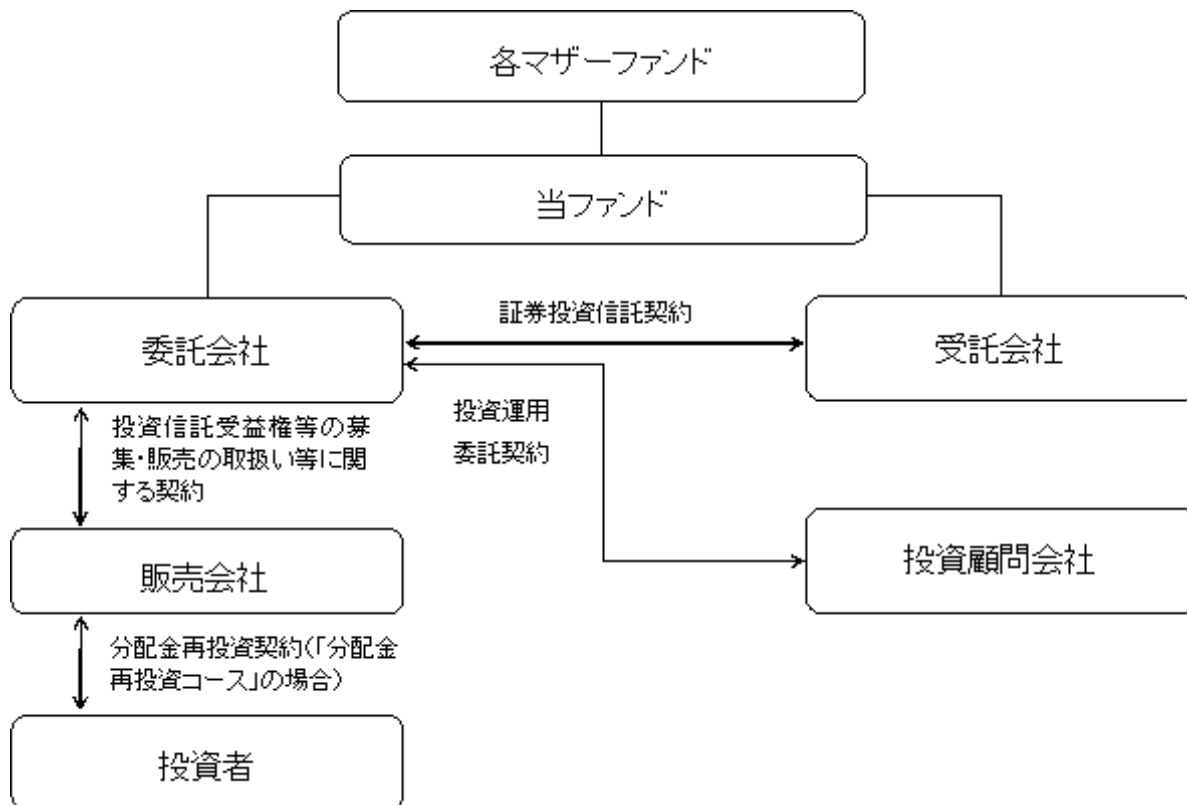 各マザーファンド
当ファンド
委託会社
証券投資信託契約
受託会社
投資運用
委託契約
投資信託受益権等の募
集・販売の取扱い等に関
する契約
販売会社
投資顧問会社
分配金再投資契約(「分配金
再投資コース」の場合)
投資者